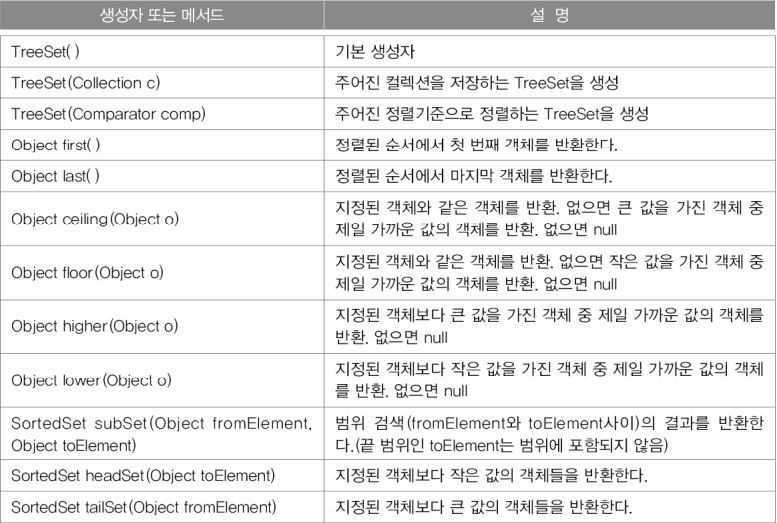 생성자 또는 메서드 설 명
TreeSet( ) 기본 생성자
TreeSet(Collection c) 주어진 컬렉션을 저장하는 TreeSet을 생성
TreeSet(Comparator comp) 주어진 정렬기준으로 정렬하는 TreeSet을 생성
Object first( ) 정렬된 순서에서 첫 번째 객체를 반환한다.
Object last( ) 정렬된 순서에서 마지막 객체를 반환한다.
Object ceiling(Object o) 지정된 객체와 같은 객체를 반환. 없으면 큰 값을 가진 객체 중
제일 가까운 값의 객체를 반환. 없으면 null
Object floor(Object o) 지정된 객체와 같은 객체를 반환. 없으면 작은 값을 가진 객체 중
제일 가까운 값의 객체를 반환. 없으면 null
Object higher(Object o) 지정된 객체보다 큰 값을 가진 객체 중 제일 가까운 값의 객체를
반환. 없으면 null
Object lower(Object o) 지정된 객체보다 작은 값을 가진 객체 중 제일 가까운 값의 객체
를 반환. 없으면 null
SortedSet subSet(Object fromElement, 범위 검색(fromElement와 toElement사이)의 결과를 반환한
Object toElement) 다.(끝 범위인 toElement는 범위에 포함되지 않음)
SortedSet headSet(Object toElement) 지정된 객체보다 작은 값의 객체들을 반환한다.
SortedSet tailSet(Object fromElement) 지정된 객체보다 큰 값의 객체들을 반환한다.